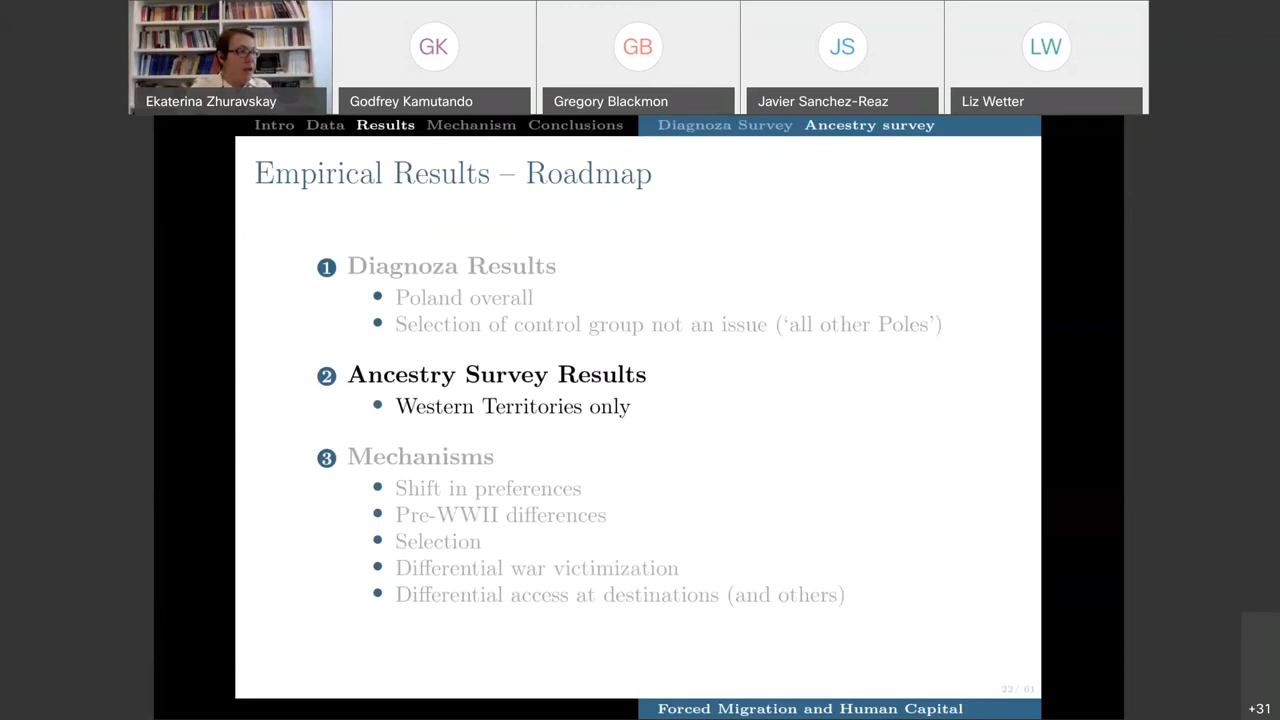 GK
GB
JS
LW
Ekaterina Zhuravskay
Godfrey Kamutando
Gregory Blackmon
Javier Sanchez-Reaz
Liz Wetter
Intro Data Results Mechanism Conclusions
Diagnoza Survey Ancestry survey
Empirical Results – Roadmap
1 Diagnoza Results
• Poland overall
• Selection of control group not an issue (‘all other Poles’)
2 Ancestry Survey Results
• Western Territories only
3 Mechanisms
• Shift in preferences
• Pre-WWII differences
• Selection
• Differential war victimization
• Differential access at destinations (and others)
22/ 61
Forced Migration and Human Capital
+31